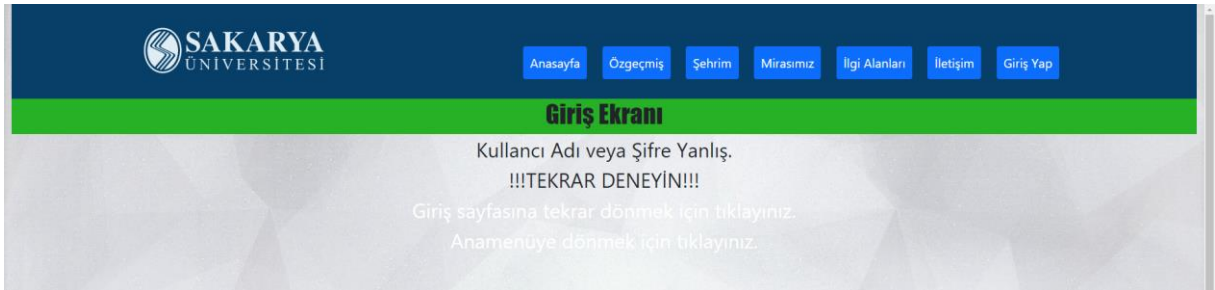 SAKARYA
ÜNİVERSİTESİ
Anasayfa Özgeçmiş Şehrim Mirasımız İlgi Alanları İletişim Giriş Yap
Giriş Ekranı
Kullancı Adı veya Şifre Yanlış.
!!!TEKRAR DENEYİN!!!
Giriş sayfasına tekrar dönmek için tıklayınız.
Anamenüye dönmek için tıklayınız.